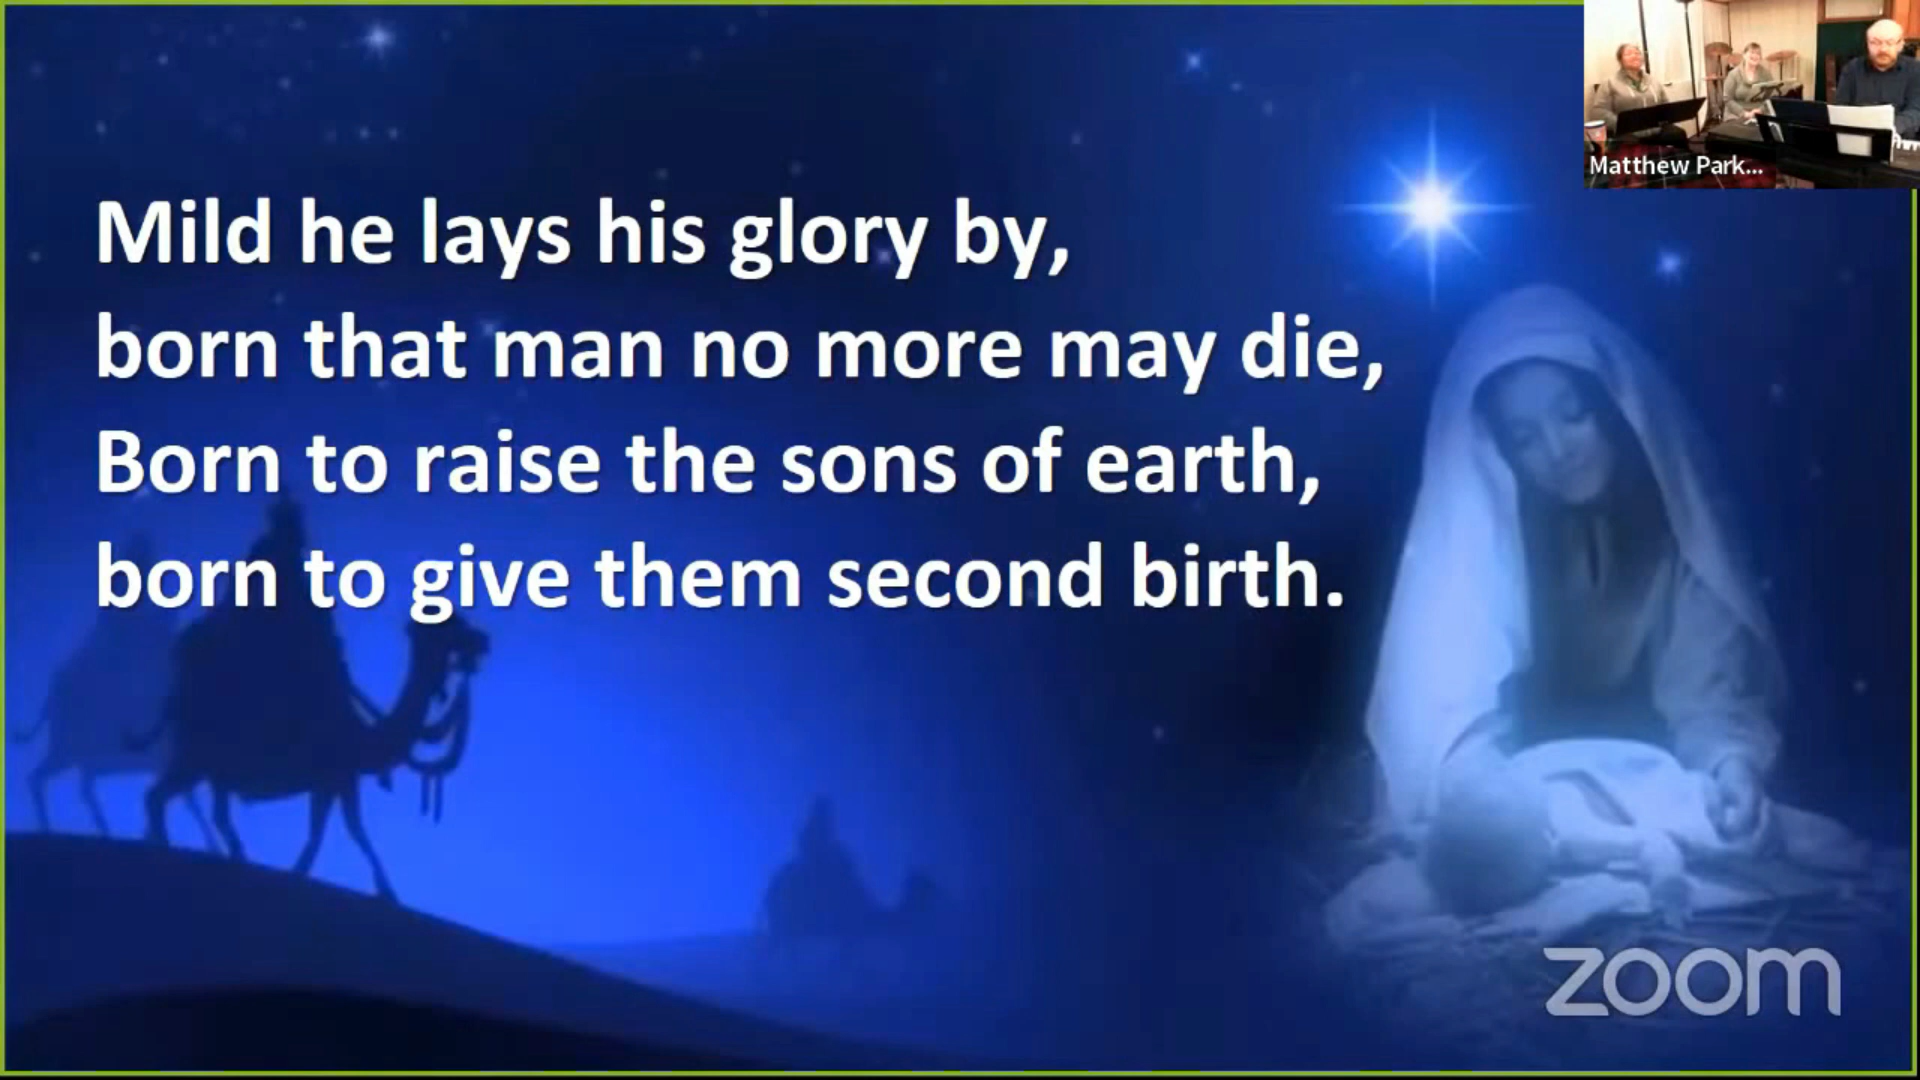 Matthew Park...
Mild he lays his glory by,
born that man no more may die,
Born to raise the sons of earth,
born to give them second birth.
zoom